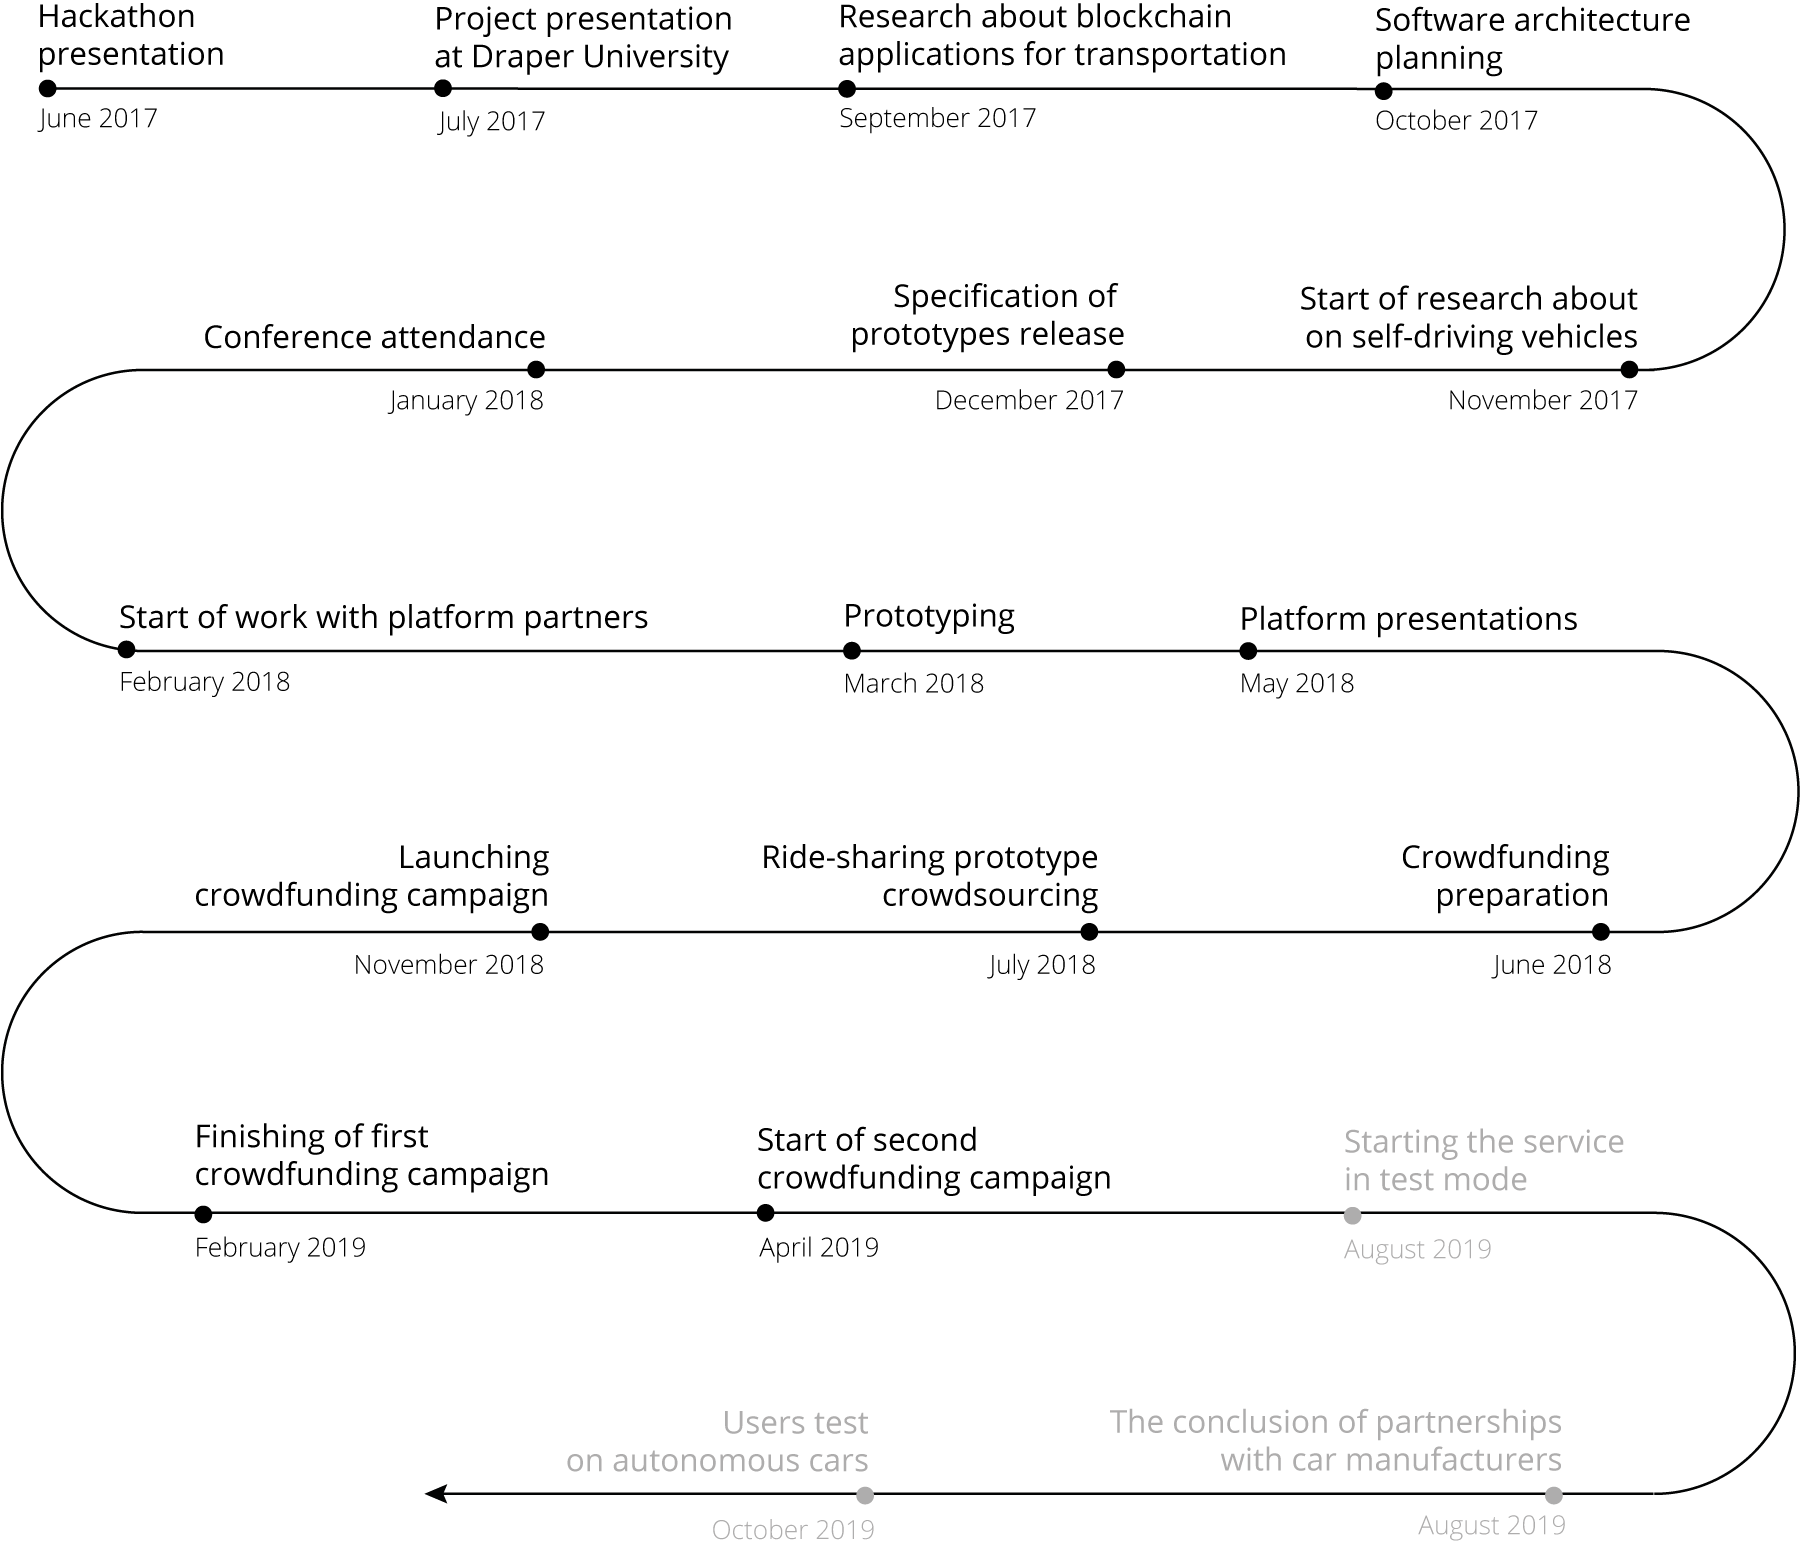 Hackathon
presentation
June 2017
Project presentation
at Draper University
July 2017
Research about blockchain
applications for transportation
September 2017
Software architecture
planning
October 2017
Start of research about
on self-driving vehicles
November 2017
Specification of
prototypes release
December 2017
Conference attendance
January 2018
Start of work with platform partners
February 2018
Prototyping
March 2018
Platform presentations
May 2018
Crowdfunding
preparation
June 2018
Ride-sharing prototype
crowdsourcing
July 2018
Launching
crowdfunding campaign
November 2018
Finishing of first
crowdfunding campaign
February 2019
Start of second
crowdfunding campaign
April 2019
Starting the service
in test mode
August 2019
The conclusion of partnerships
with car manufacturers
August 2019
Users test
on autonomous cars
October 2019